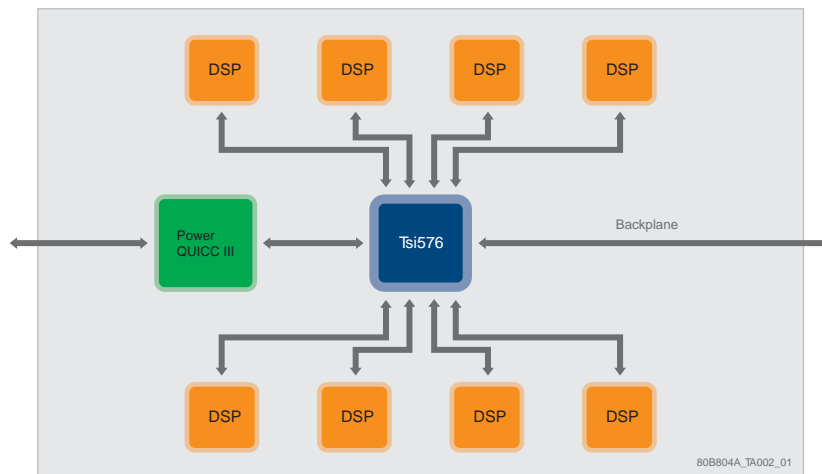 DSP
DSP
DSP
DSP
Power
QUICC III
Tsi576
Backplane
DSP
DSP
DSP
DSP
80B804A_TA002_01